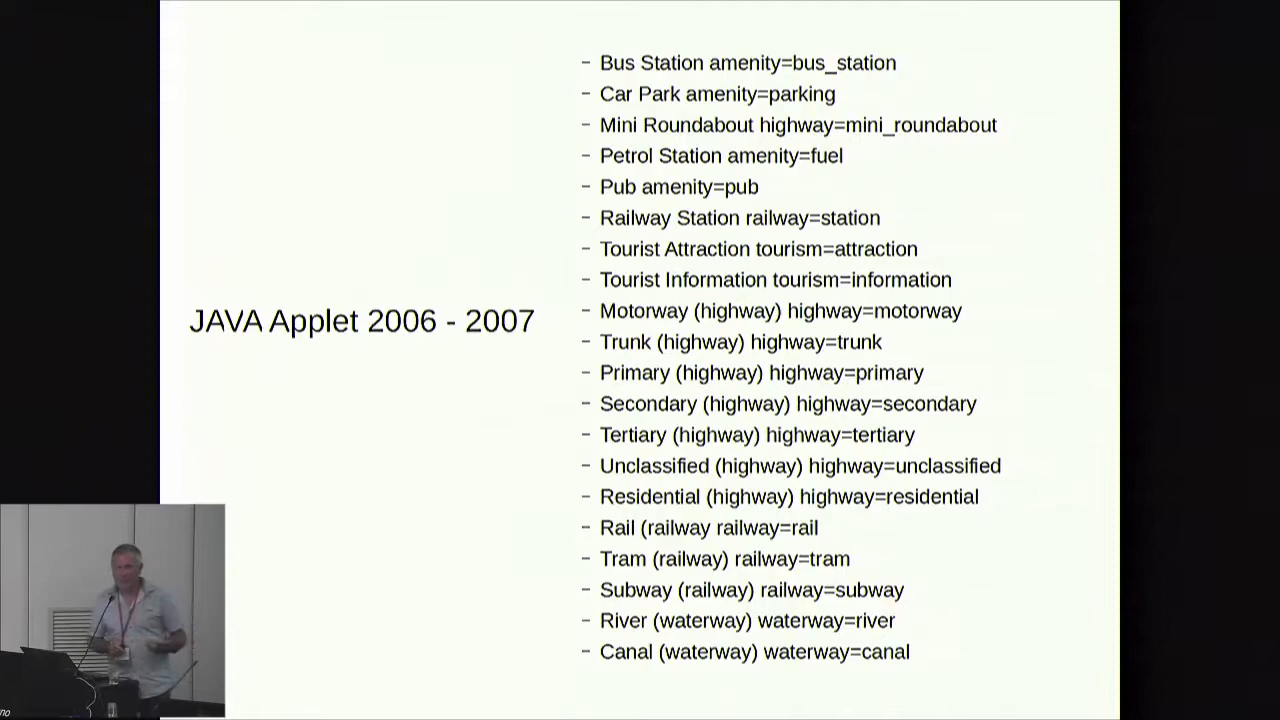 JAVA Applet 2006 - 2007
– Bus Station amenity=bus_station
– Car Park amenity=parking
– Mini Roundabout highway=mini_roundabout
– Petrol Station amenity=fuel
– Pub amenity=pub
– Railway Station railway=station
– Tourist Attraction tourism=attraction
– Tourist Information tourism=information
– Motorway (highway) highway=motorway
– Trunk (highway) highway=trunk
– Primary (highway) highway=primary
– Secondary (highway) highway=secondary
– Tertiary (highway) highway=tertiary
– Unclassified (highway) highway=unclassified
– Residential (highway) highway=residential
– Rail (railway railway=rail
– Tram (railway) railway=tram
– Subway (railway) railway=subway
– River (waterway) waterway=river
– Canal (waterway) waterway=canal